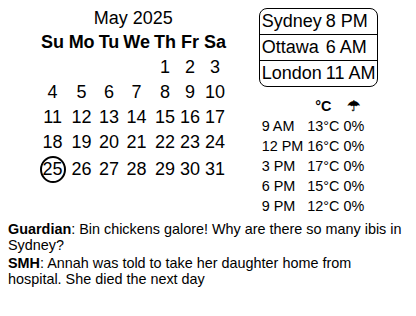 May 2025
Su Mo Tu We Th Fr Sa
1 2 3
4 5 6 7 8 9 10
11 12 13 14 15 16 17
18 19 20 21 22 23 24
25 26 27 28 29 30 31
Sydney 8 PM
Ottawa 6 AM
London 11 AM
°C ☂
9 AM 13°C 0%
12 PM 16°C 0%
3 PM 17°C 0%
6 PM 15°C 0%
9 PM 12°C 0%
Guardian: Bin chickens galore! Why are there so many ibis in
Sydney?
SMH: Annah was told to take her daughter home from
hospital. She died the next day